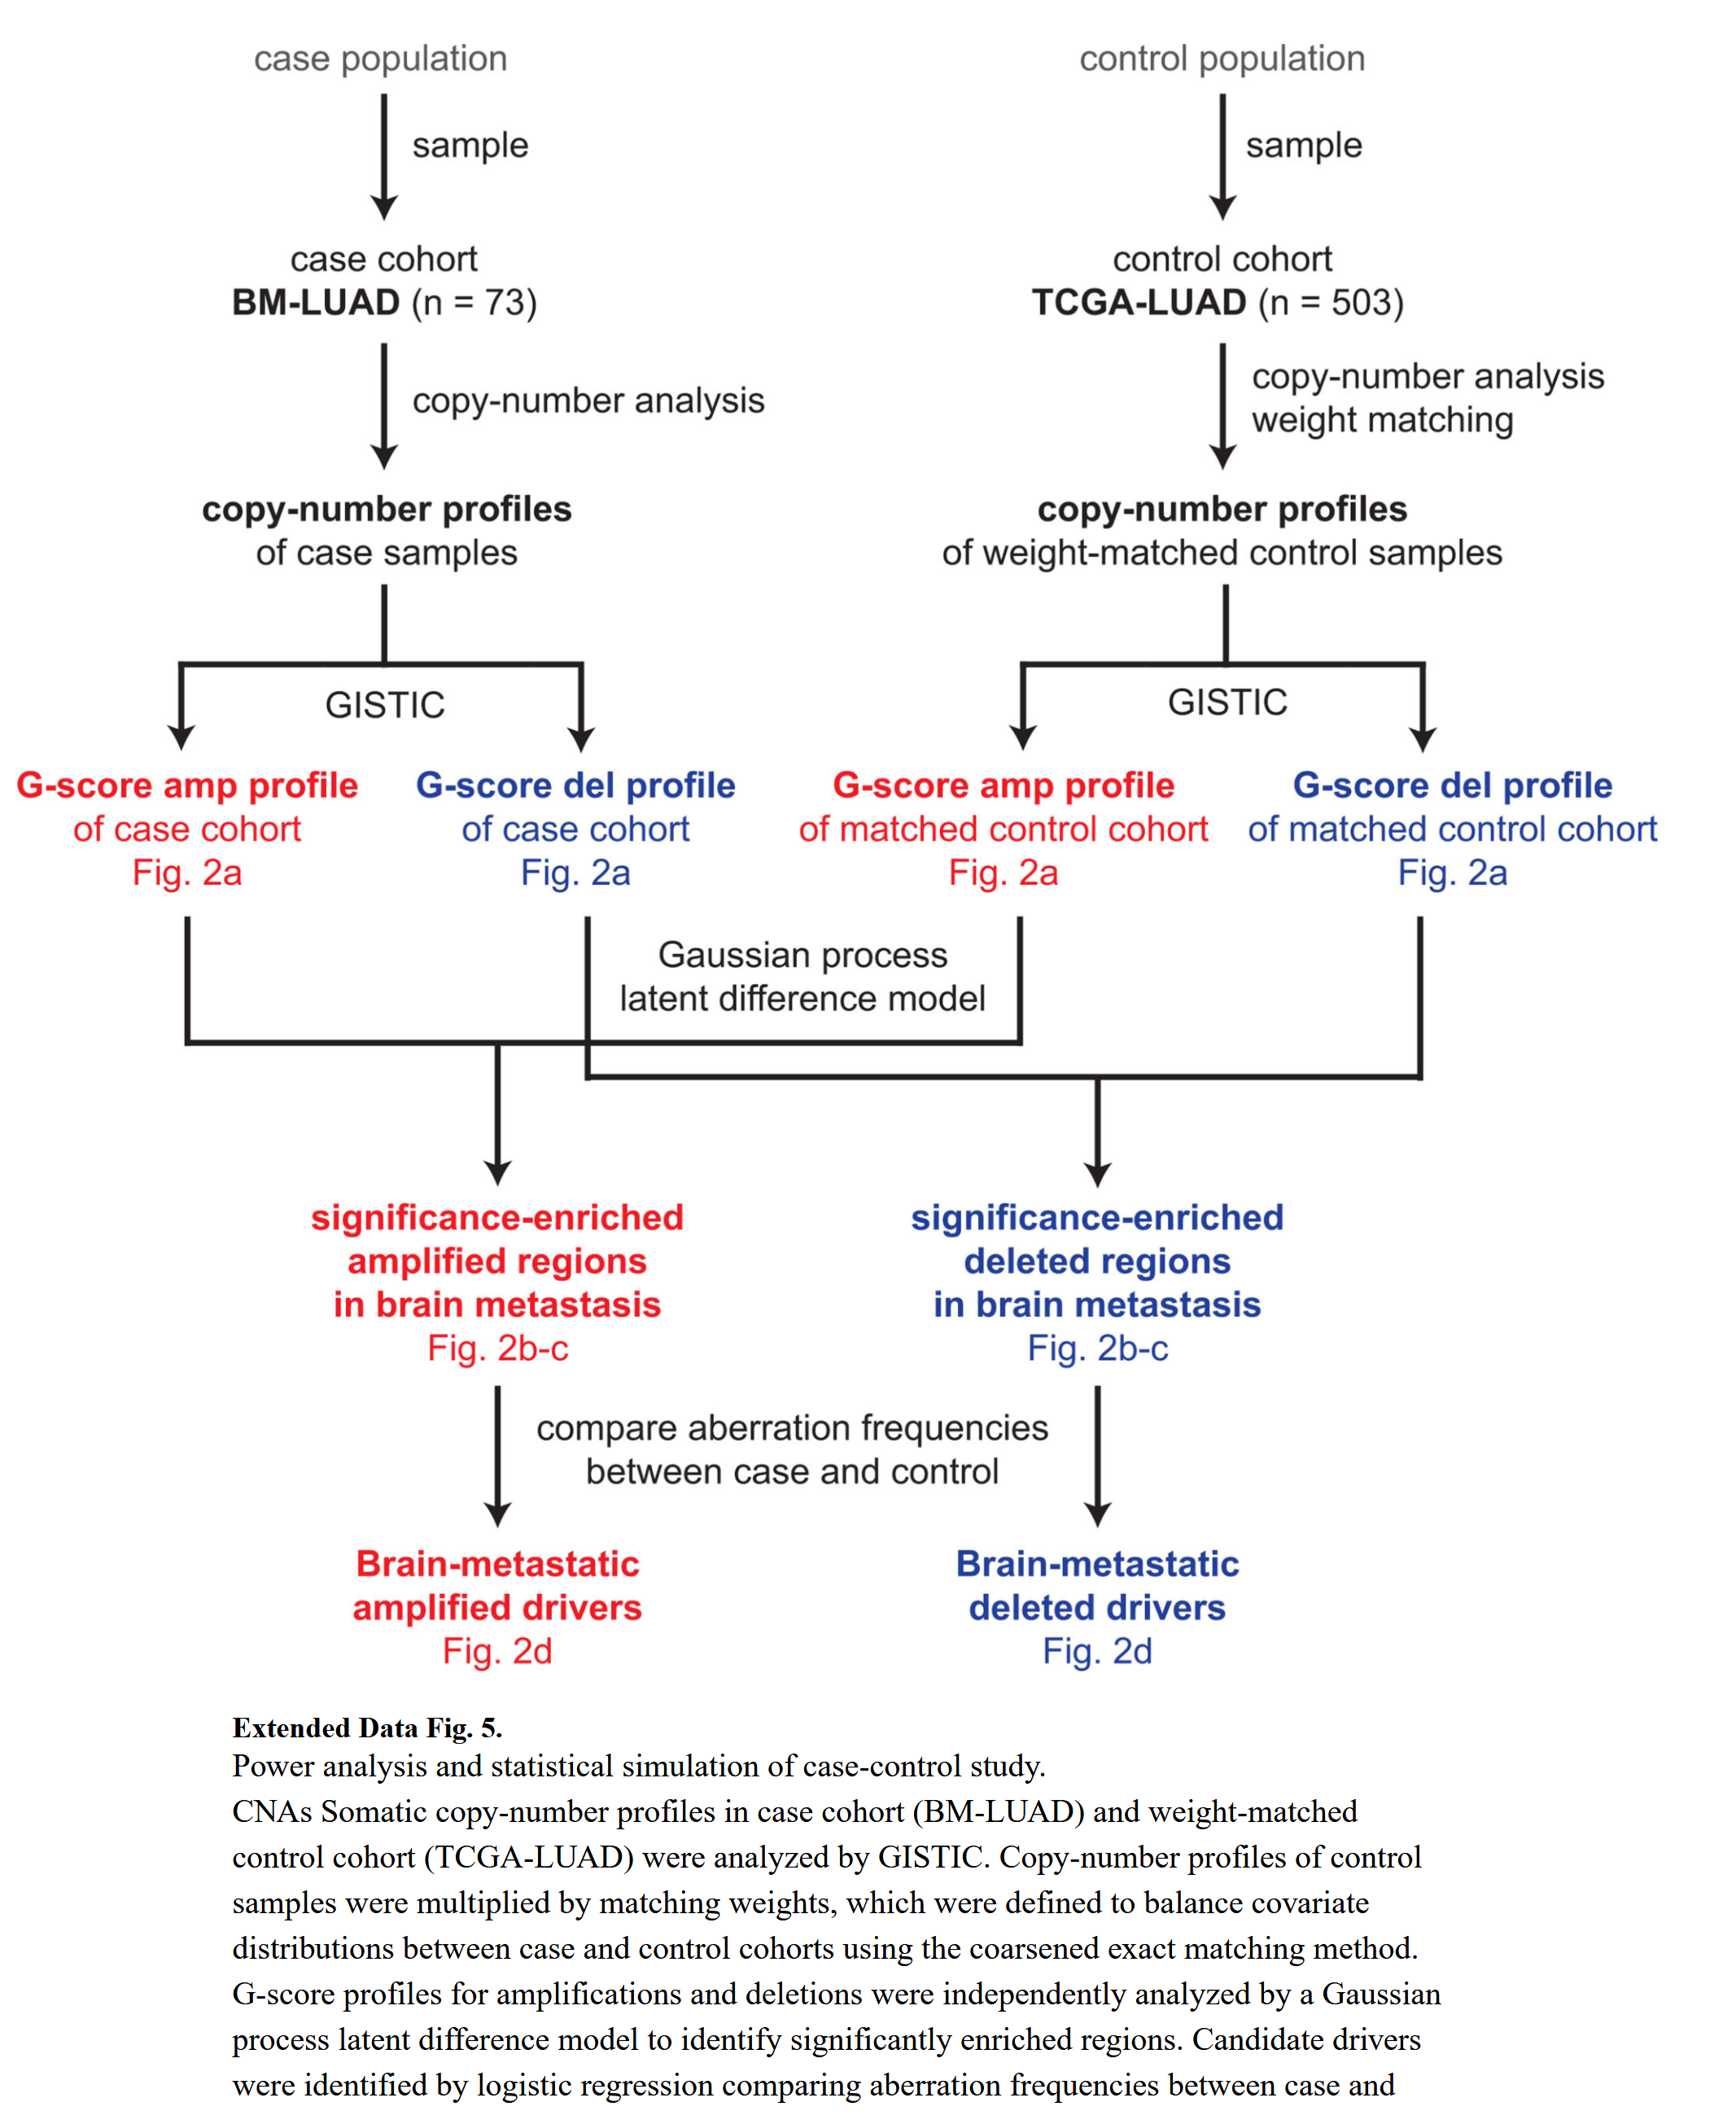 case population
control population
sample
sample
case cohort
BM-LUAD (n = 73)
control cohort
TCGA-LUAD (n = 503)
copy-number analysis
copy-number analysis
weight matching
copy-number profiles
of case samples
copy-number profiles
of weight-matched control samples
GISTIC
GISTIC
G-score amp profile
of case cohort
Fig. 2a
G-score del profile
of case cohort
Fig. 2a
G-score amp profile
of matched control cohort
Fig. 2a
G-score del profile
of matched control cohort
Fig. 2a
Gaussian process
latent difference model
significance-enriched
amplified regions
in brain metastasis
Fig. 2b-c
significance-enriched
deleted regions
in brain metastasis
Fig. 2b-c
compare aberration frequencies
between case and control
Brain-metastatic
amplified drivers
Fig. 2d
Brain-metastatic
deleted drivers
Fig. 2d
Extended Data Fig. 5.
Power analysis and statistical simulation of case-control study.
CNAs Somatic copy-number profiles in case cohort (BM-LUAD) and weight-matched
control cohort (TCGA-LUAD) were analyzed by GISTIC. Copy-number profiles of control
samples were multiplied by matching weights, which were defined to balance covariate
distributions between case and control cohorts using the coarsened exact matching method.
G-score profiles for amplifications and deletions were independently analyzed by a Gaussian
process latent difference model to identify significantly enriched regions. Candidate drivers
were identified by logistic regression comparing aberration frequencies between case and